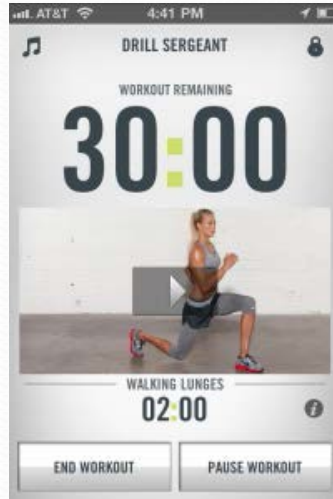 AT&T 4:41 PM
DRILL SERGEANT
WORKOUT REMAINING
30:00
WALKING LUNGES
02:00
i
END WORKOUT PAUSE WORKOUT